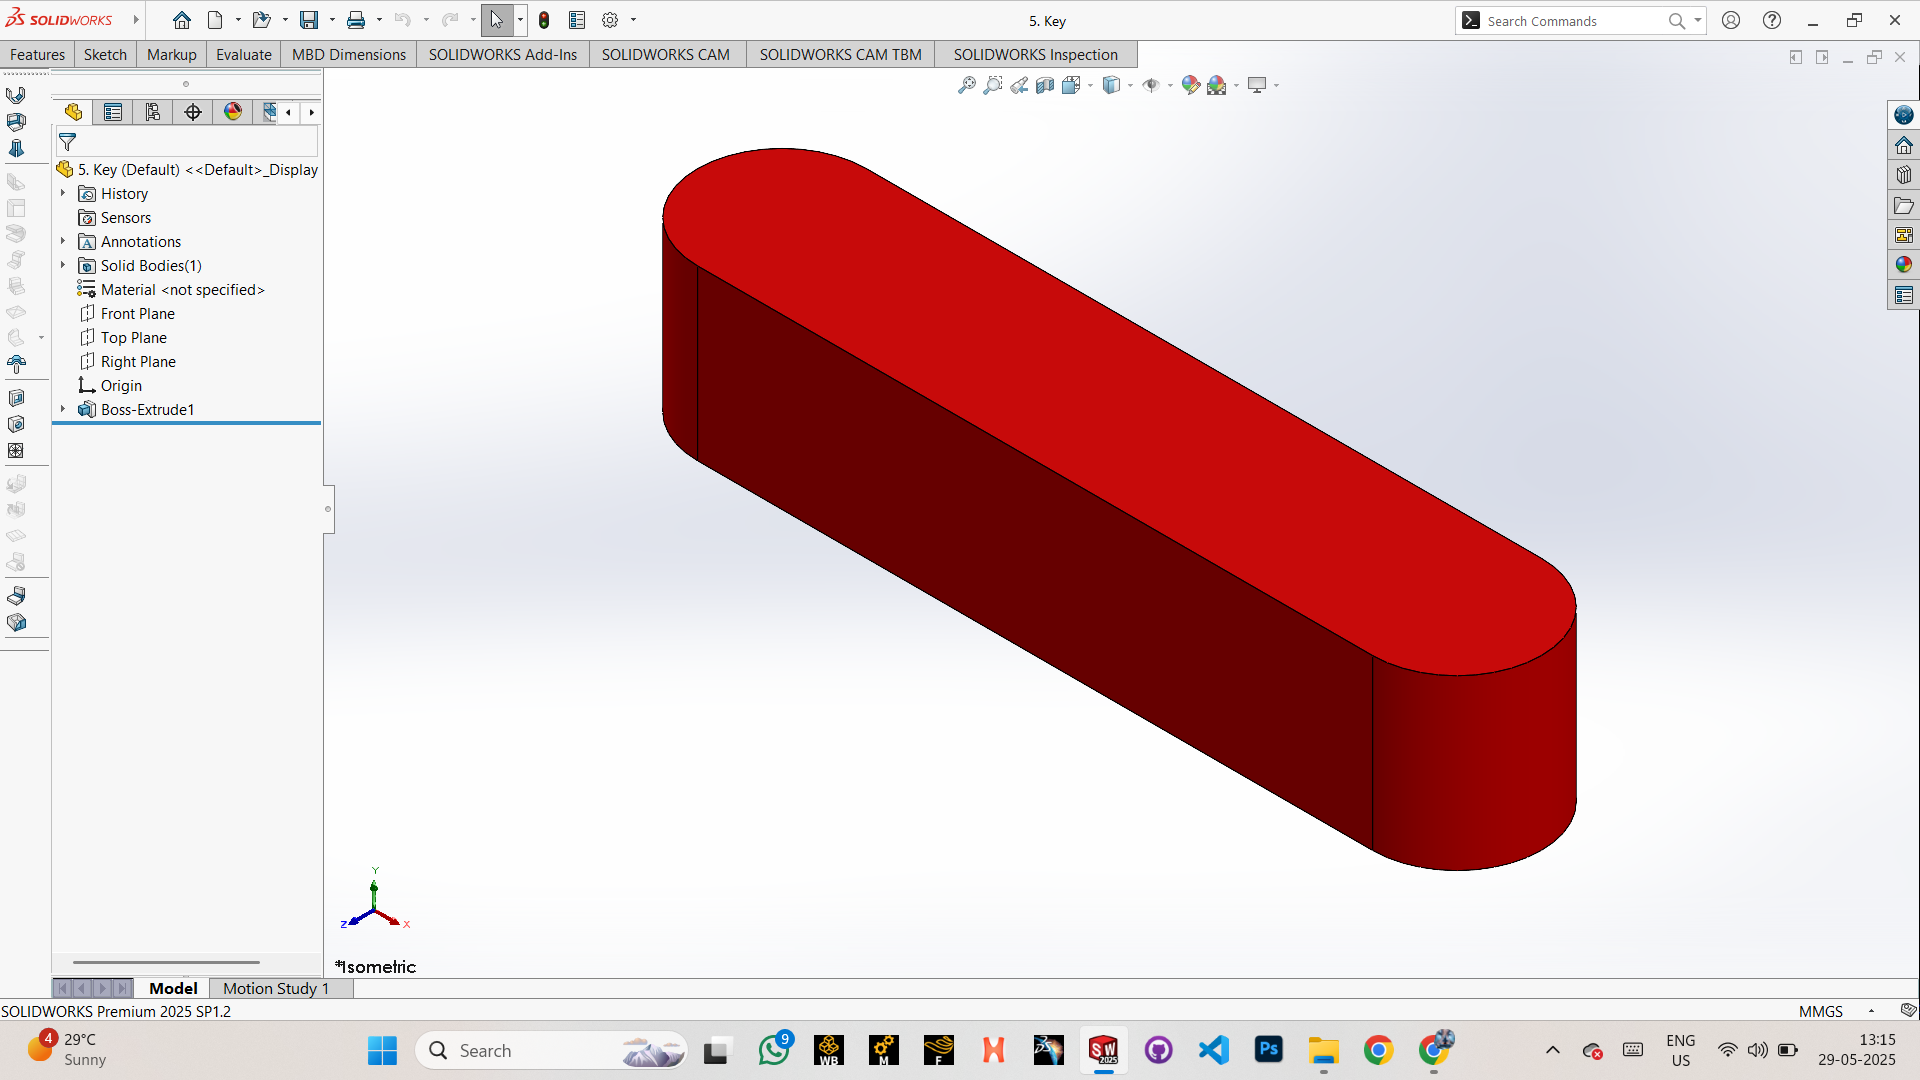 SOLIDWORKS
5. Key
Search Commands
Features Sketch Markup Evaluate MBD Dimensions SOLIDWORKS Add-Ins SOLIDWORKS CAM SOLIDWORKS CAM TBM SOLIDWORKS Inspection
5. Key (Default) <<Default>_Display
History
Sensors
Annotations
Solid Bodies(1)
Material <not specified>
Front Plane
Top Plane
Right Plane
Origin
Boss-Extrude1
Y
Z
X
*Isometric
Model Motion Study 1
SOLIDWORKS Premium 2025 SP1.2
MMGS
4
29°C
Sunny
Search
9
WB
M
F
SW
2025
Ps
ENG
US
13:15
29-05-2025